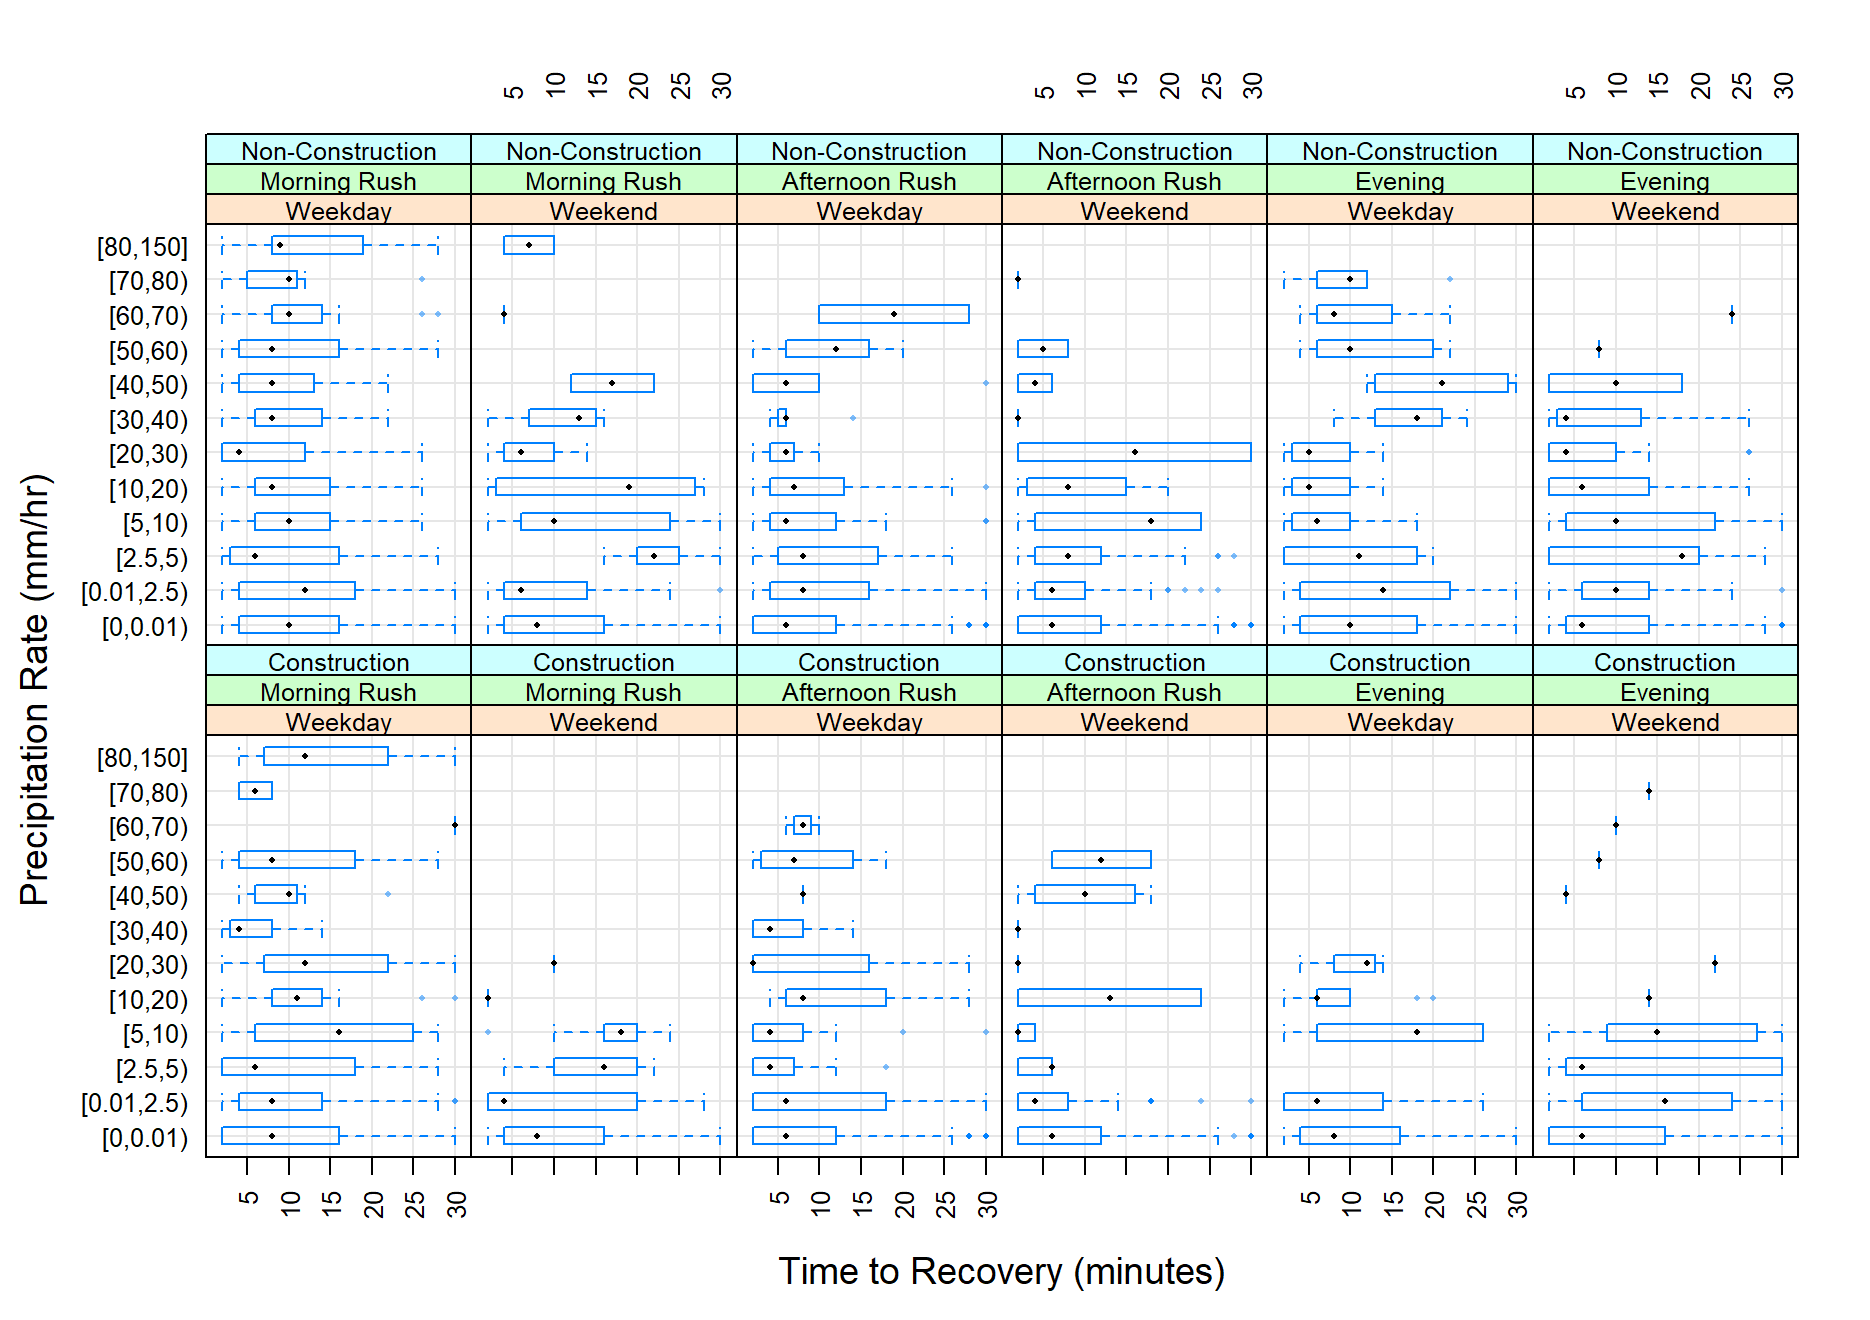 5 10 15 20 25 30 5 10 15 20 25 30 5 10 15 20 25 30
Non-Construction Non-Construction Non-Construction Non-Construction Non-Construction Non-Construction
Morning Rush Morning Rush Afternoon Rush Afternoon Rush Evening Evening
Weekday Weekend Weekday Weekend Weekday Weekend
[80,150]
[70,80)
[60,70)
[50,60)
[40,50)
[30,40)
[20,30)
[10,20)
[5,10)
[2.5,5)
[0.01,2.5)
[0,0.01)
Construction Construction Construction Construction Construction Construction
Morning Rush Morning Rush Afternoon Rush Afternoon Rush Evening Evening
Weekday Weekend Weekday Weekend Weekday Weekend
[80,150]
[70,80)
[60,70)
[50,60)
[40,50)
[30,40)
[20,30)
[10,20)
[5,10)
[2.5,5)
[0.01,2.5)
[0,0.01)
5 10 15 20 25 30 5 10 15 20 25 30 5 10 15 20 25 30
Precipitation Rate (mm/hr)
Time to Recovery (minutes)